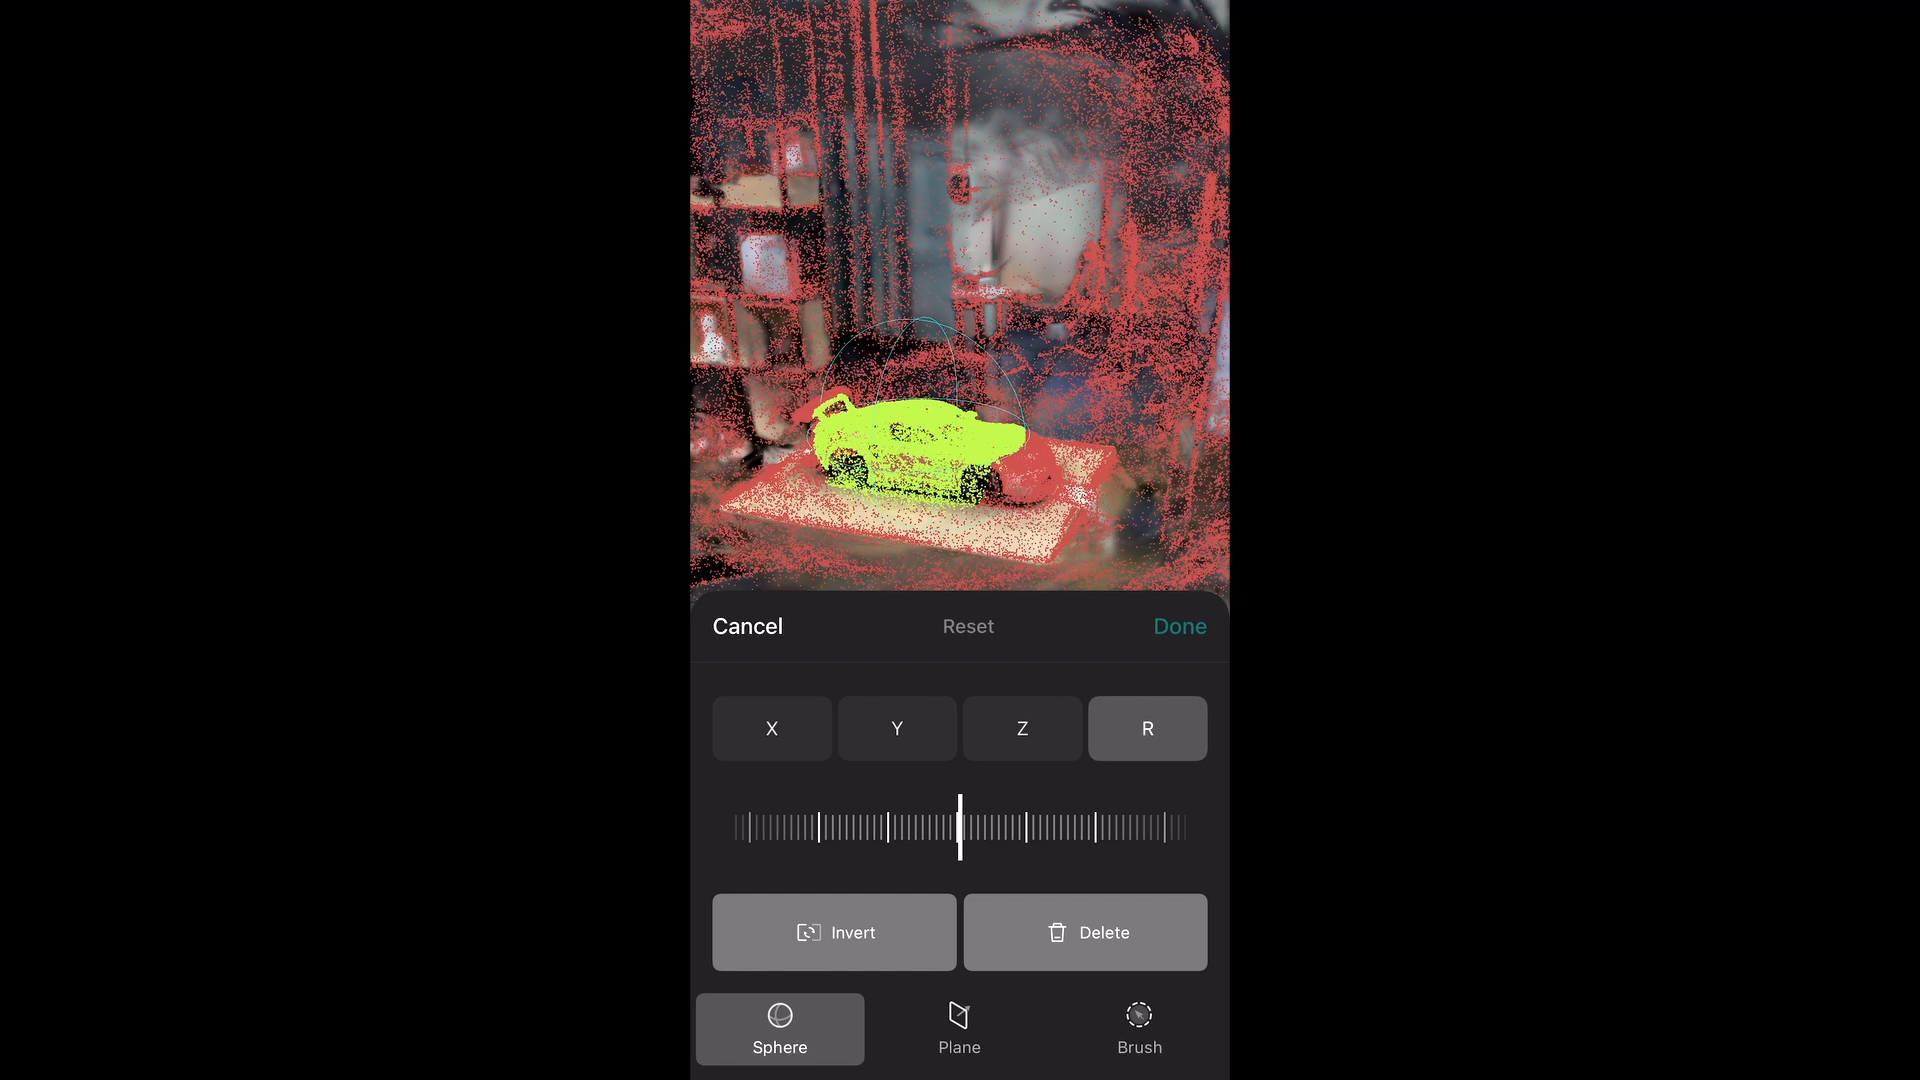 Cancel
Reset
Done
X
Y
Z
R
Invert
Delete
Sphere
Plane
Brush